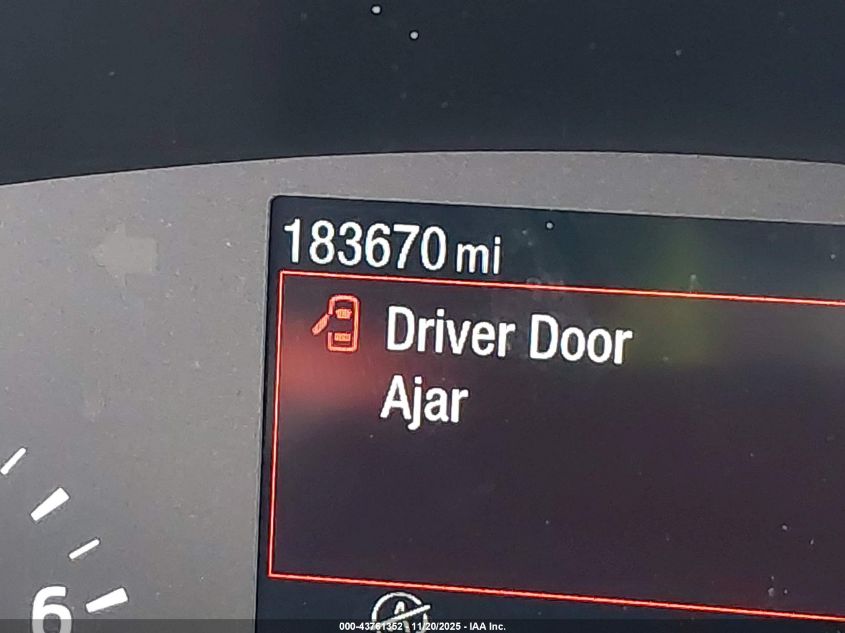 183670 mi
Driver Door
Ajar
6
A
000-43761352 - 11/20/2025 - IAA Inc.